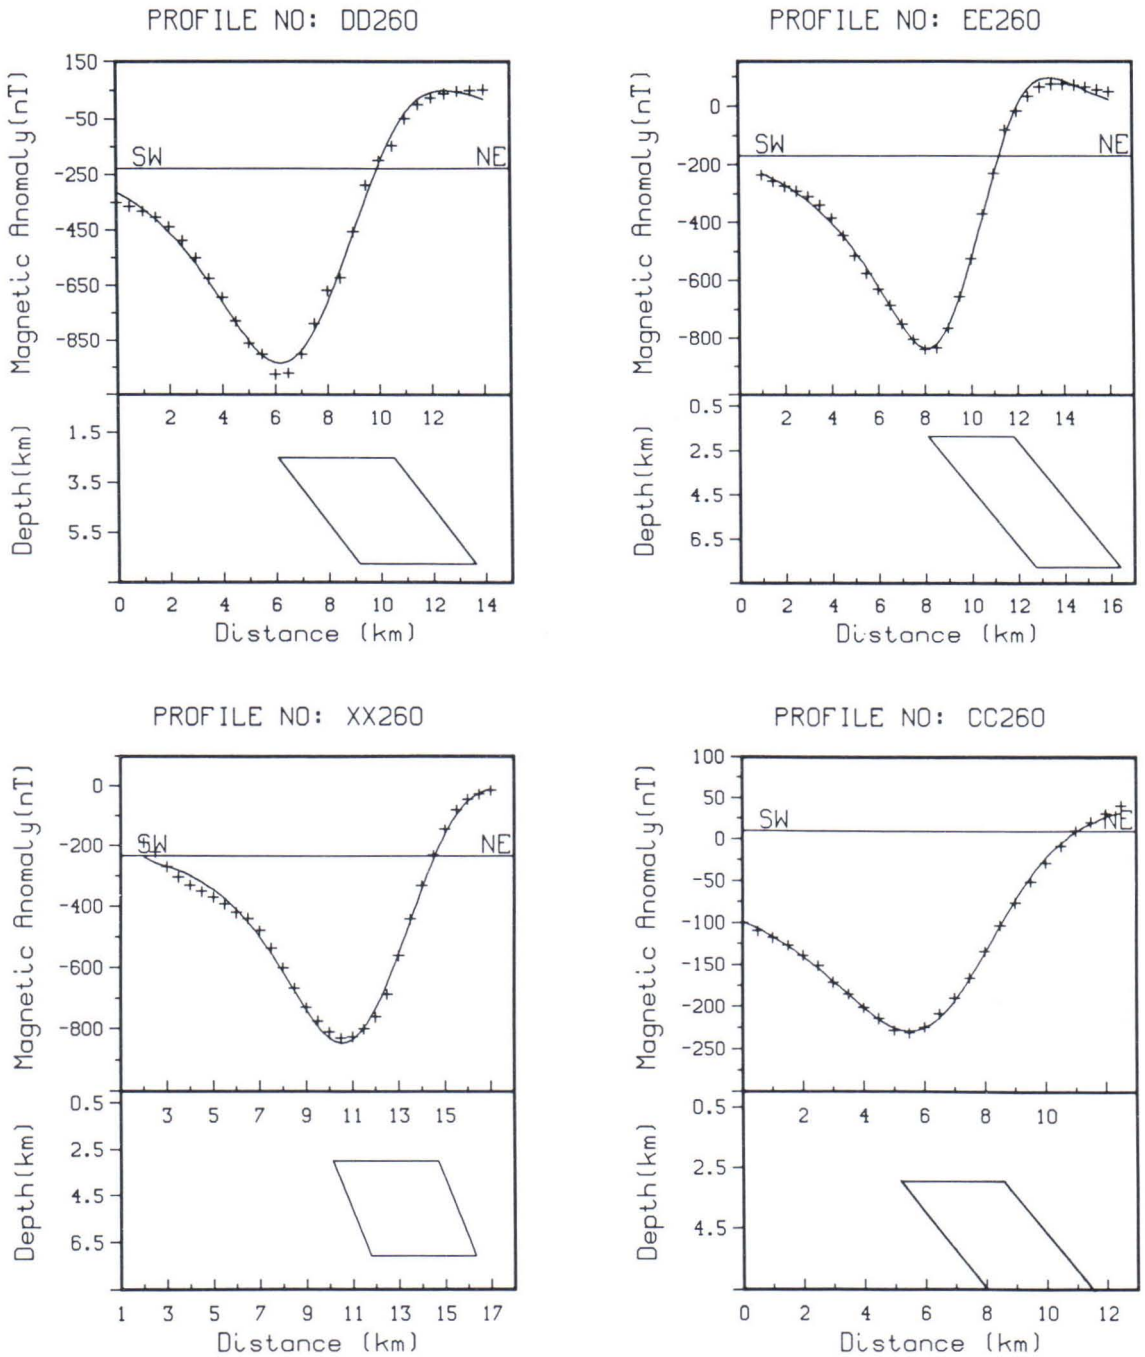 PROFILE NO: DD260
150
-50
-250
-450
-650
-850
Magnetic Anomaly(nT)
SW
NE
2 4 6 8 10 12
1.5
3.5
5.5
Depth(km)
0 2 4 6 8 10 12 14
Distance (km)
PROFILE NO: EE260
0
-200
-400
-600
-800
Magnetic Anomaly(nT)
SW
NE
2 4 6 8 10 12 14
0.5
2.5
4.5
6.5
Depth(km)
0 2 4 6 8 10 12 14 16
Distance (km)
PROFILE NO: XX260
0
-200
-400
-600
-800
Magnetic Anomaly(nT)
SW
NE
3 5 7 9 11 13 15
0.5
2.5
4.5
6.5
Depth(km)
1 3 5 7 9 11 13 15 17
Distance (km)
PROFILE NO: CC260
100
50
0
-50
-100
-150
-200
-250
Magnetic Anomaly(nT)
SW
NE
2 4 6 8 10
0.5
2.5
4.5
Depth(km)
0 2 4 6 8 10 12
Distance (km)